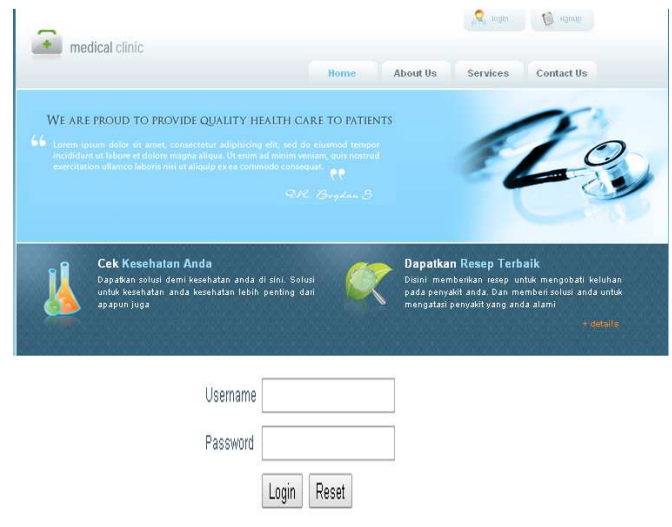 login signup
medical clinic
Home About Us Services Contact Us
WE ARE PROUD TO PROVIDE QUALITY HEALTH CARE TO PATIENTS
“ Lorem ipsum dolor sit amet, consectetur adipiscing elit, sed do eiusmod tempor
incididunt ut labore et dolore magna aliqua. Ut enim ad minim veniam, quis nostrud
exercitation ullamco laboris nisi ut aliquip ex ea commodo consequat. ”
DR. Bogdan S
Cek Kesehatan Anda
Dapatkan solusi demi kesehatan anda di sini. Solusi
untuk kesehatan anda kesehatan lebih penting dari
apapun juga
Dapatkan Resep Terbaik
Disini memberikan resep untuk mengobati keluhan
pada penyakit anda. Dan memberi solusi anda untuk
mengatasi penyakit yang anda alami
+ details
Username
Password
Login Reset